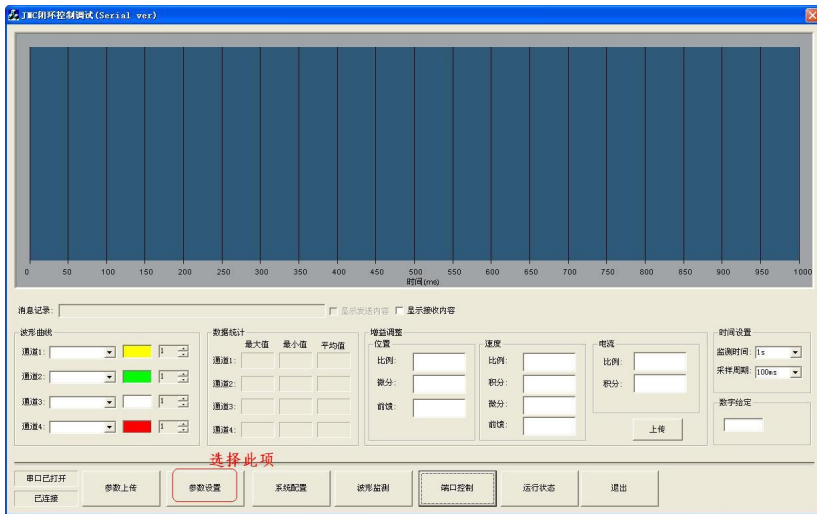 JMC闭环控制调试(Serial ver)
0 50 100 150 200 250 300 350 400 450 500 550 600 650 700 750 800 850 900 950 1000
时间(ms)
消息记录: 显示发送内容 显示接收内容
波形曲线
通道1: 1
通道2: 1
通道3: 1
通道4: 1
数据统计
最大值 最小值 平均值
通道1:
通道2:
通道3:
通道4:
增益调整
位置
比例:
微分:
前馈:
速度
比例:
积分:
微分:
前馈:
电流
比例:
积分:
上传
时间设置
监测时间: 1s
采样周期: 100ms
数字给定
选择此项
串口已打开
已连接
参数上传 参数设置 系统配置 波形监测 端口控制 运行状态 退出